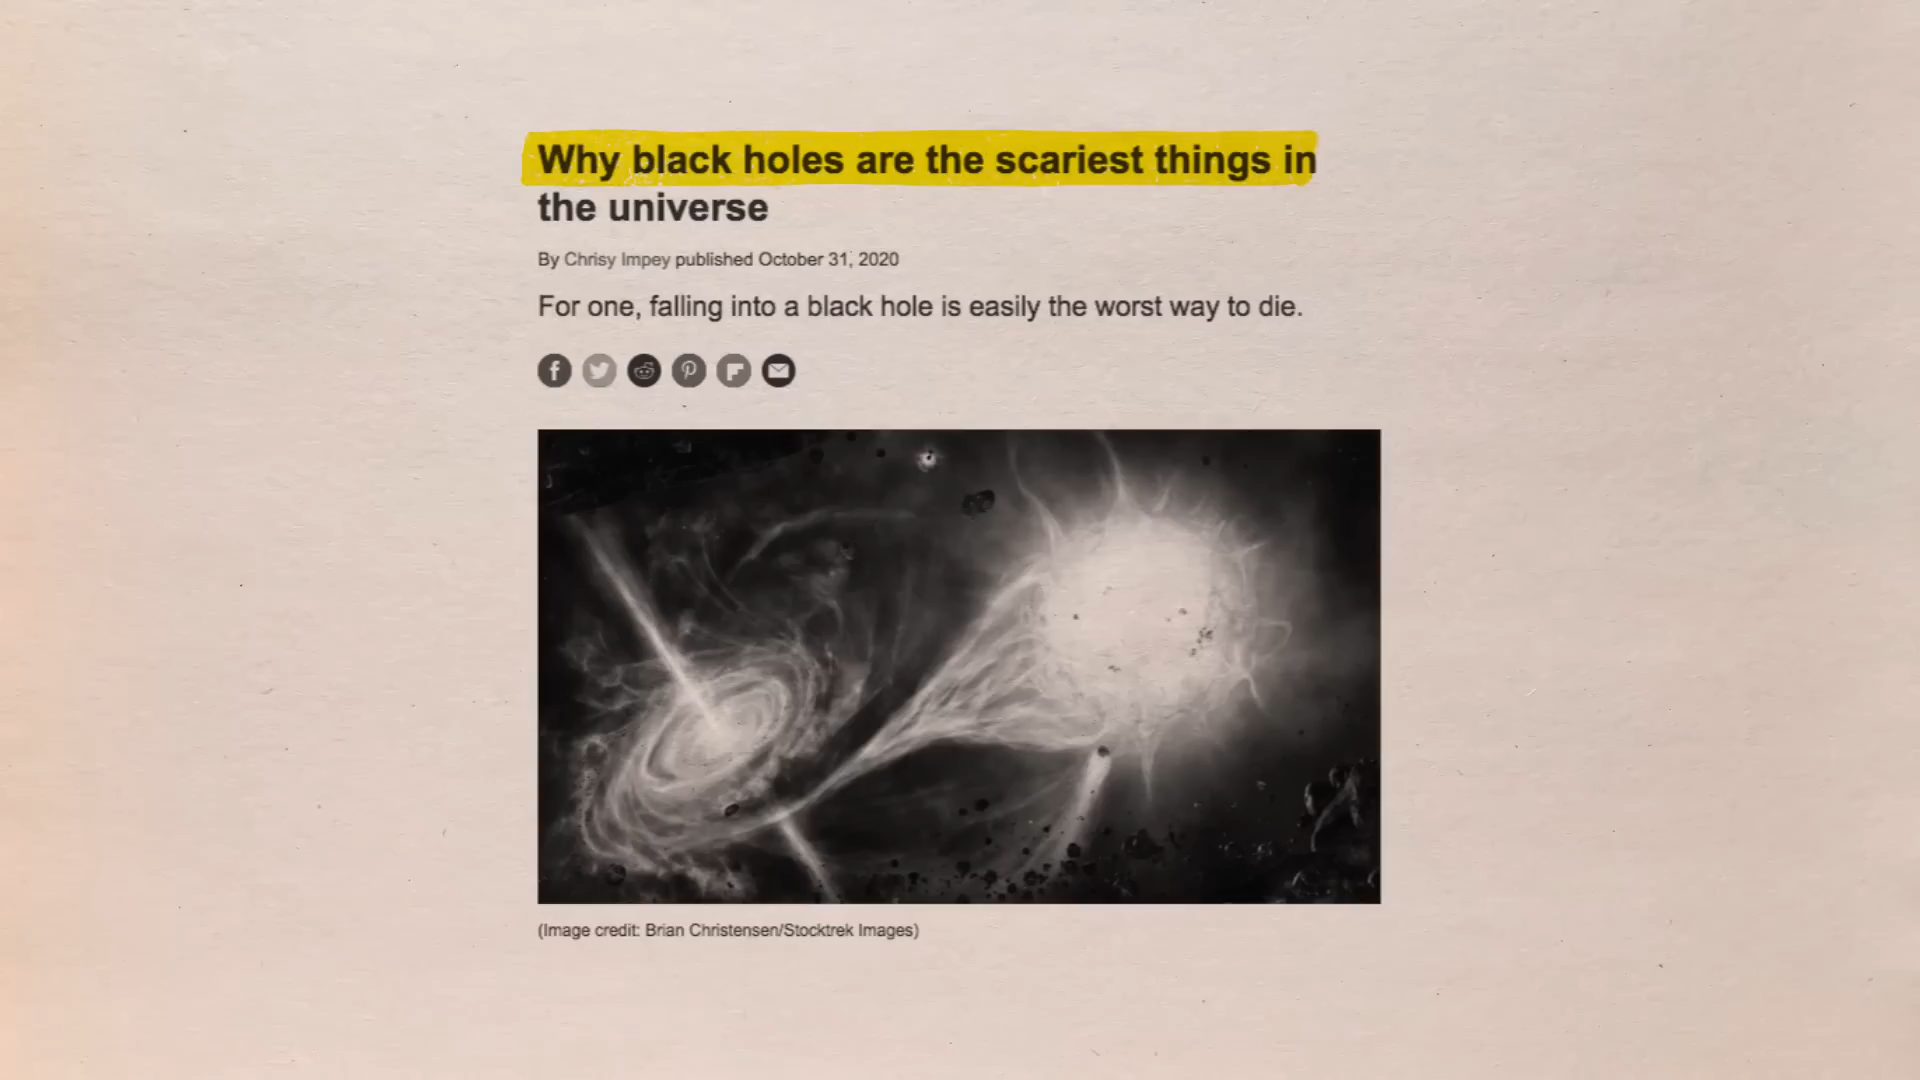 Why black holes are the scariest things in
the universe
By Chrisy Impey published October 31, 2020
For one, falling into a black hole is easily the worst way to die.
(Image credit: Brian Christensen/Stocktrek Images)